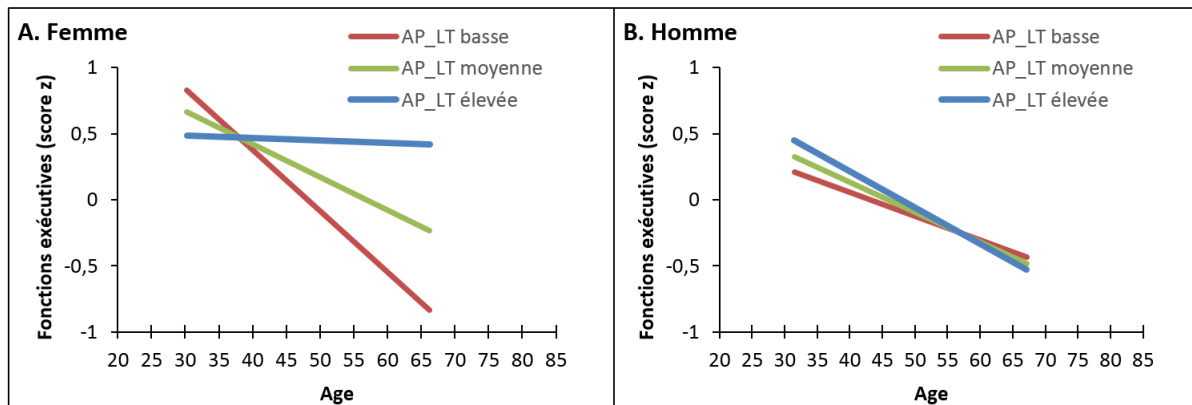 A. Femme
AP_LT basse
AP_LT moyenne
AP_LT élevée
Fonctions exécutives (score z)
1
0,5
0
-0,5
-1
20 25 30 35 40 45 50 55 60 65 70 75 80 85
Age
B. Homme
AP_LT basse
AP_LT moyenne
AP_LT élevée
Fonctions exécutives (score z)
1
0,5
0
-0,5
-1
20 25 30 35 40 45 50 55 60 65 70 75 80 85
Age